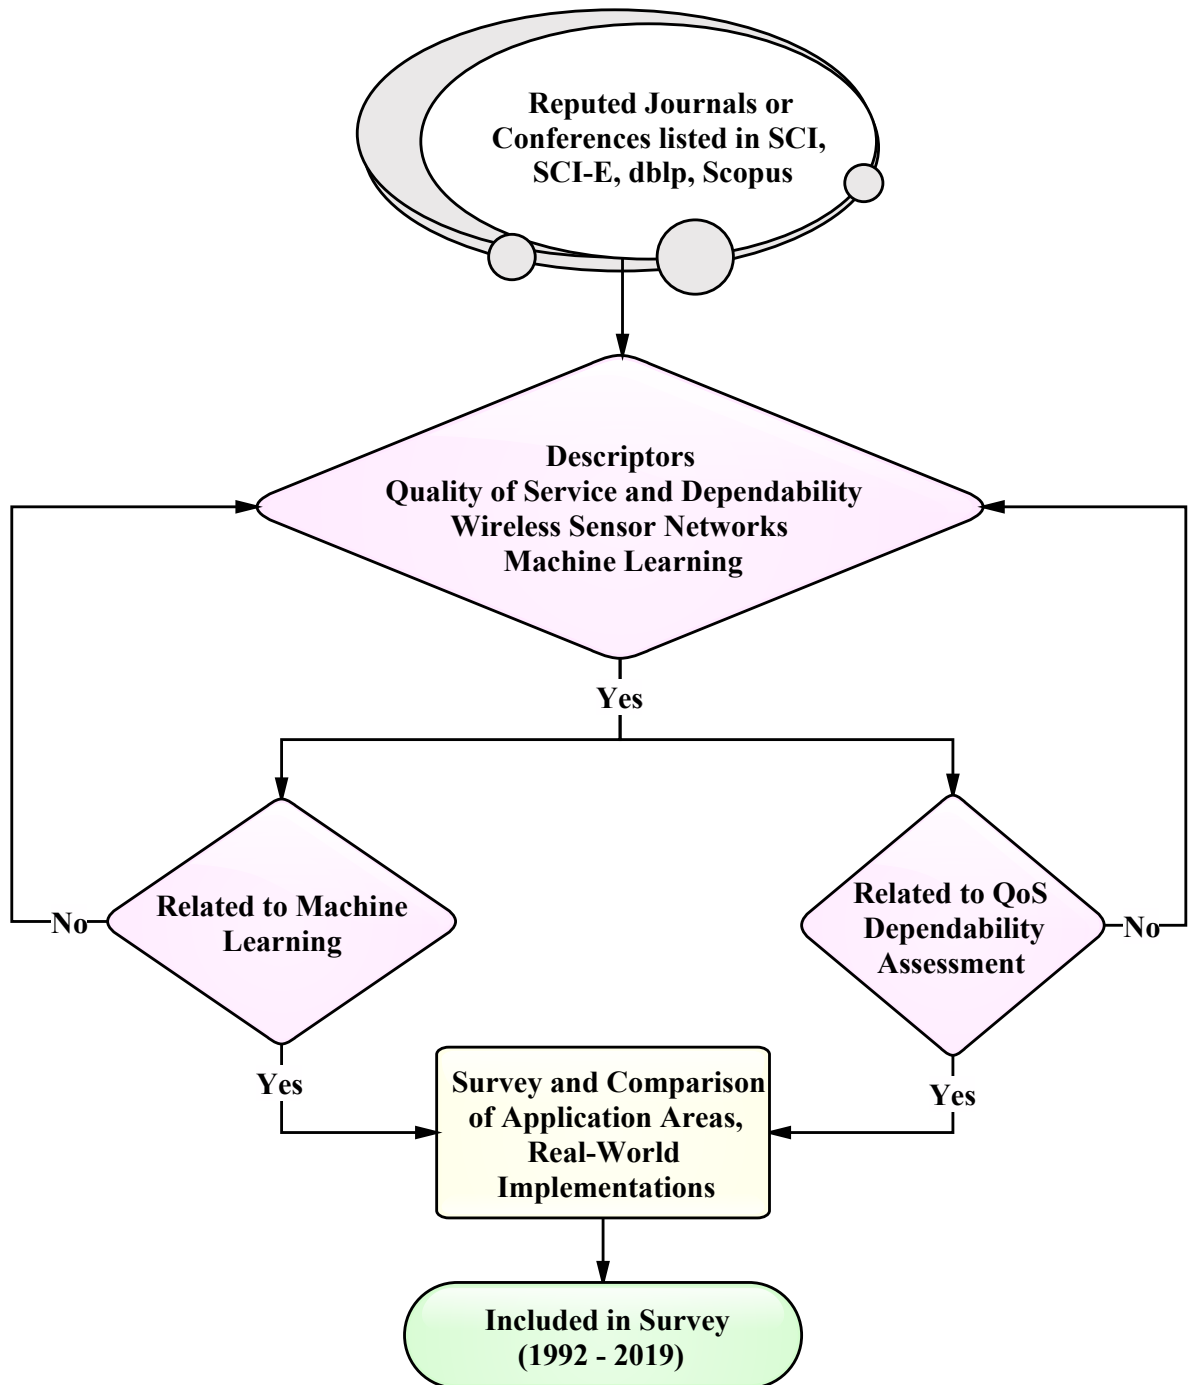 Reputed Journals or
Conferences listed in SCI,
SCI-E, dblp, Scopus
Descriptors
Quality of Service and Dependability
Wireless Sensor Networks
Machine Learning
Yes
Related to Machine
Learning
No
Related to QoS
Dependability
Assessment
No
Yes
Yes
Survey and Comparison
of Application Areas,
Real-World
Implementations
Included in Survey
(1992 - 2019)